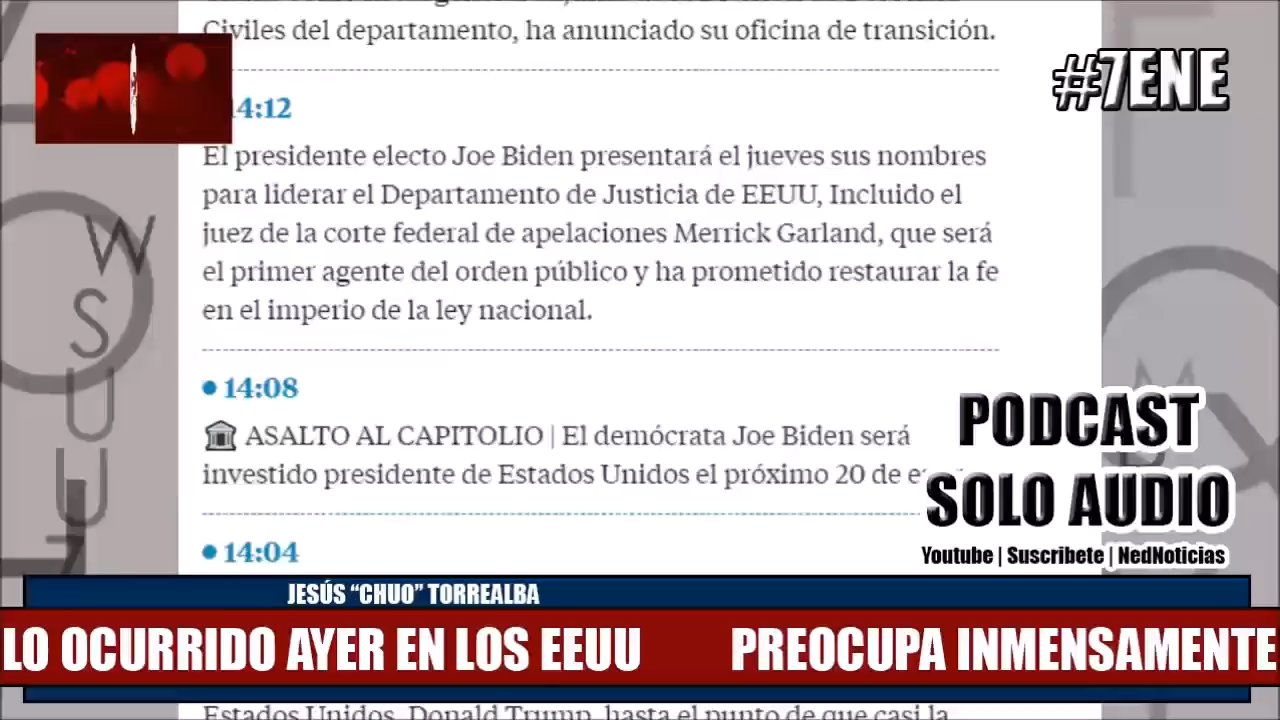 Civiles del departamento, ha anunciado su oficina de transición.
#7ENE
14:12
El presidente electo Joe Biden presentará el jueves sus nombres
para liderar el Departamento de Justicia de EEUU, Incluido el
juez de la corte federal de apelaciones Merrick Garland, que será
el primer agente del orden público y ha prometido restaurar la fe
en el imperio de la ley nacional.
14:08
ASALTO AL CAPITOLIO | El demócrata Joe Biden será
investido presidente de Estados Unidos el próximo 20 de
PODCAST
SOLO AUDIO
Youtube | Suscribete | NedNoticias
14:04
JESÚS “CHUO” TORREALBA
LO OCURRIDO AYER EN LOS EEUU PREOCUPA INMENSAMENTE
Estados Unidos, Donald Trump, hasta el punto de que casi la